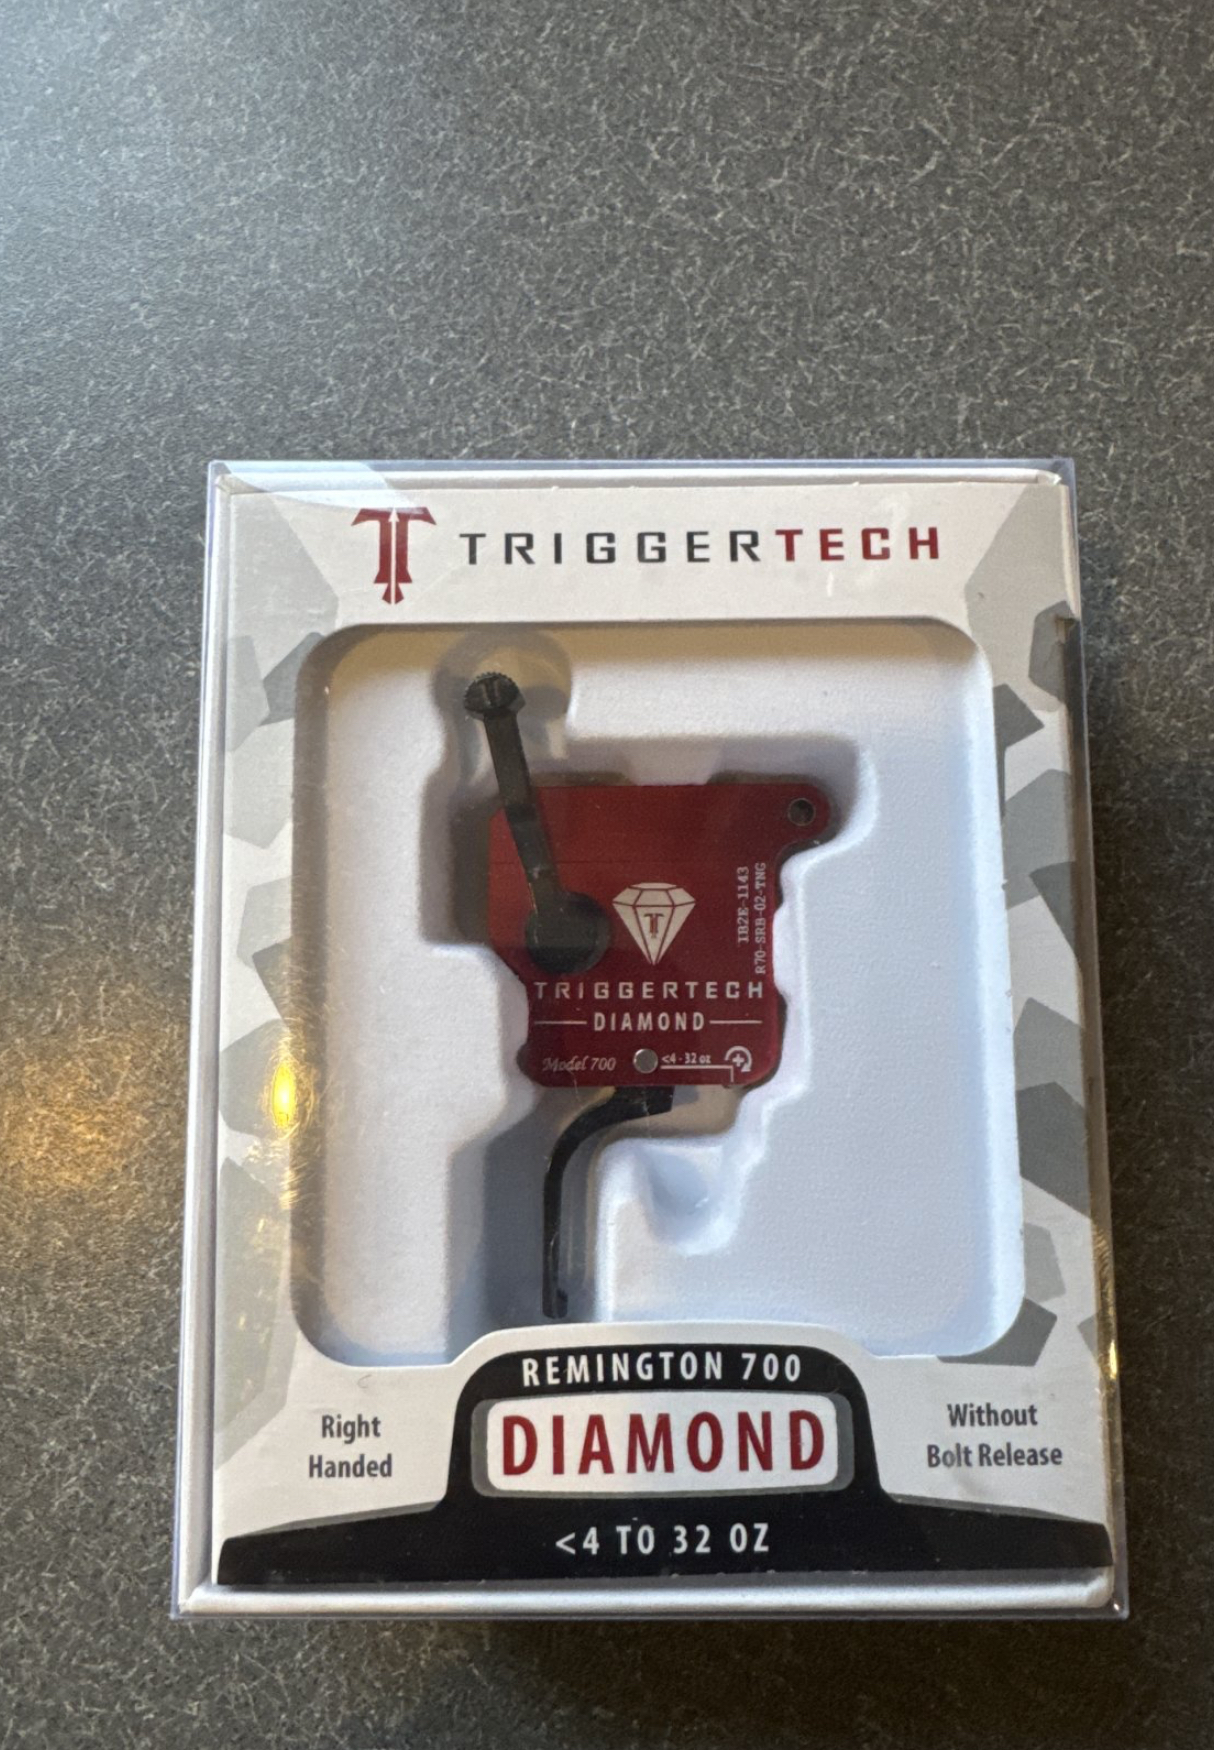 TRIGGERTECH
1B2E-1143
R70-SRB-02-TNG
TRIGGERTECH
DIAMOND
Model 700
<4 - 32 oz
REMINGTON 700
DIAMOND
Right
Handed
Without
Bolt Release
<4 TO 32 OZ